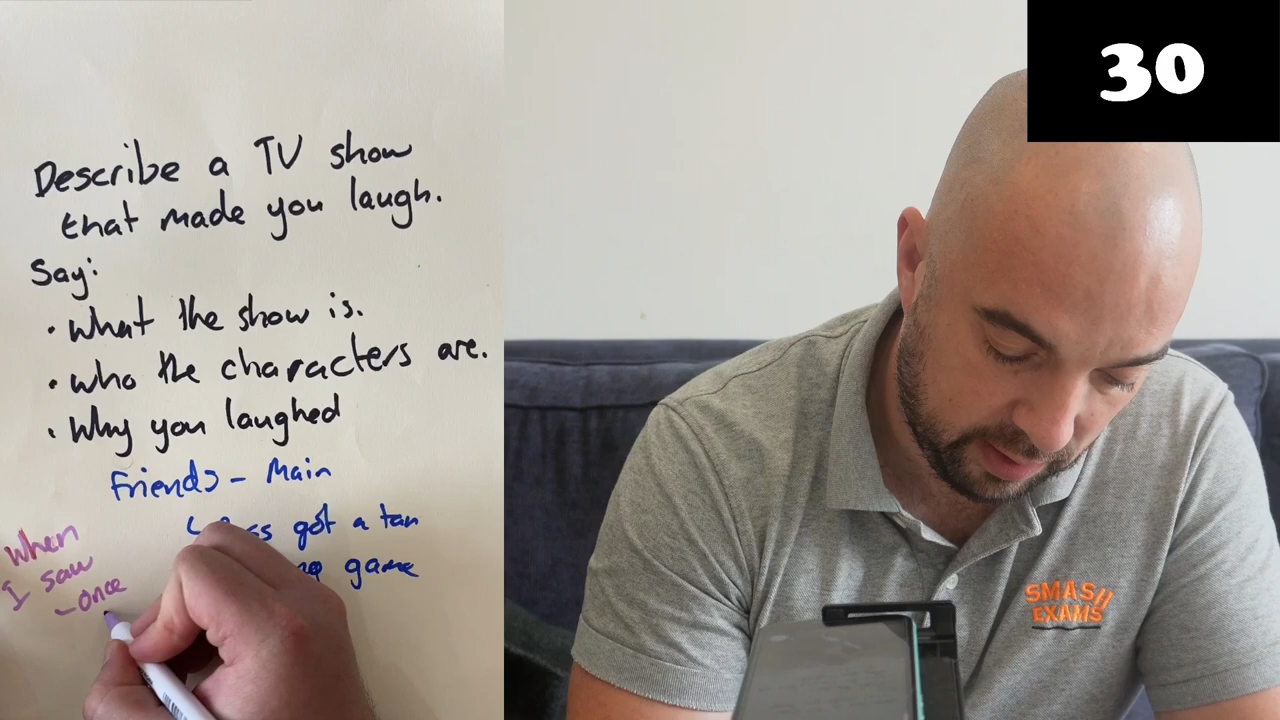 30
Describe a TV show
that made you laugh.
Say:
• What the show is.
• who the characters are.
• Why you laughed
Friends - Main
got a tan
game
When
I saw
- once
SMASH
EXAMS